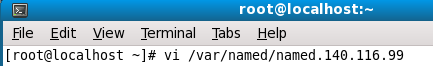 root@localhost:~
File Edit View Terminal Tabs Help
[root@localhost ~]# vi /var/named/named.140.116.99